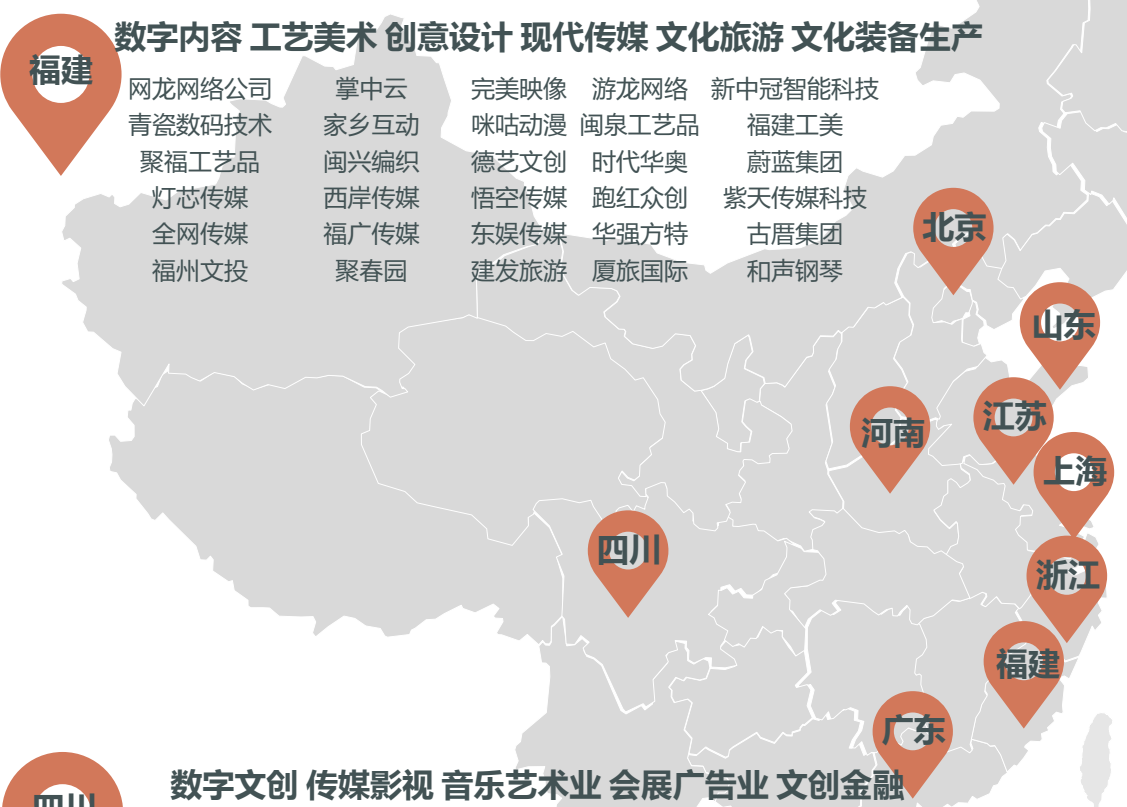 数字内容 工艺美术 创意设计 现代传媒 文化旅游 文化装备生产
福建
网龙网络公司 掌中云 完美映像 游龙网络 新中冠智能科技
青瓷数码技术 家乡互动 咪咕动漫 闽泉工艺品 福建工美
聚福工艺品 闽兴编织 德艺文创 时代华奥 蔚蓝集团
灯芯传媒 西岸传媒 悟空传媒 跑红众创 紫天传媒科技
全网传媒 福广传媒 东娱传媒 华强方特 古厝集团
福州文投 聚春园 建发旅游 厦旅国际 和声钢琴
北京
山东
江苏
河南
上海
四川
浙江
福建
广东
数字文创 传媒影视 音乐艺术业 会展广告业 文创金融
四川